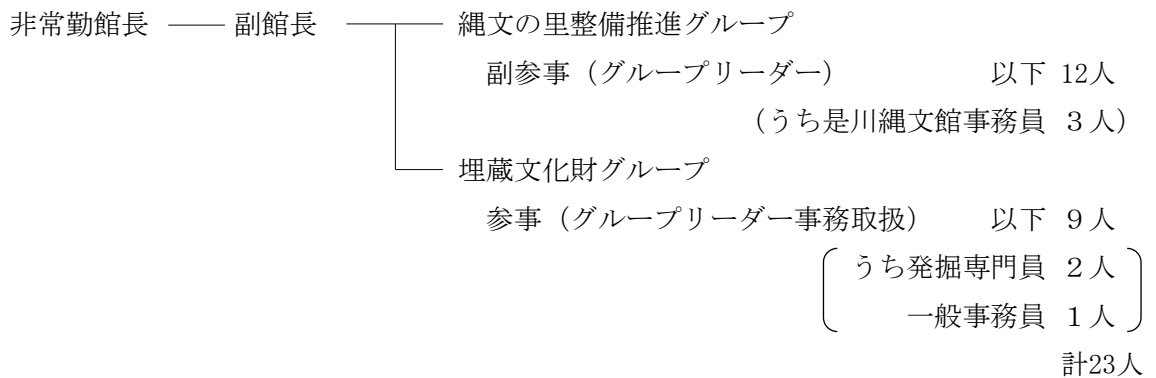 非常勤館長 副館長 縄文の里整備推進グループ
副参事（グループリーダー） 以下 12人
（うち是川縄文館事務員 ３人）
埋蔵文化財グループ
参事（グループリーダー事務取扱） 以下 ９人
うち発掘専門員 ２人
一般事務員 １人
計23人